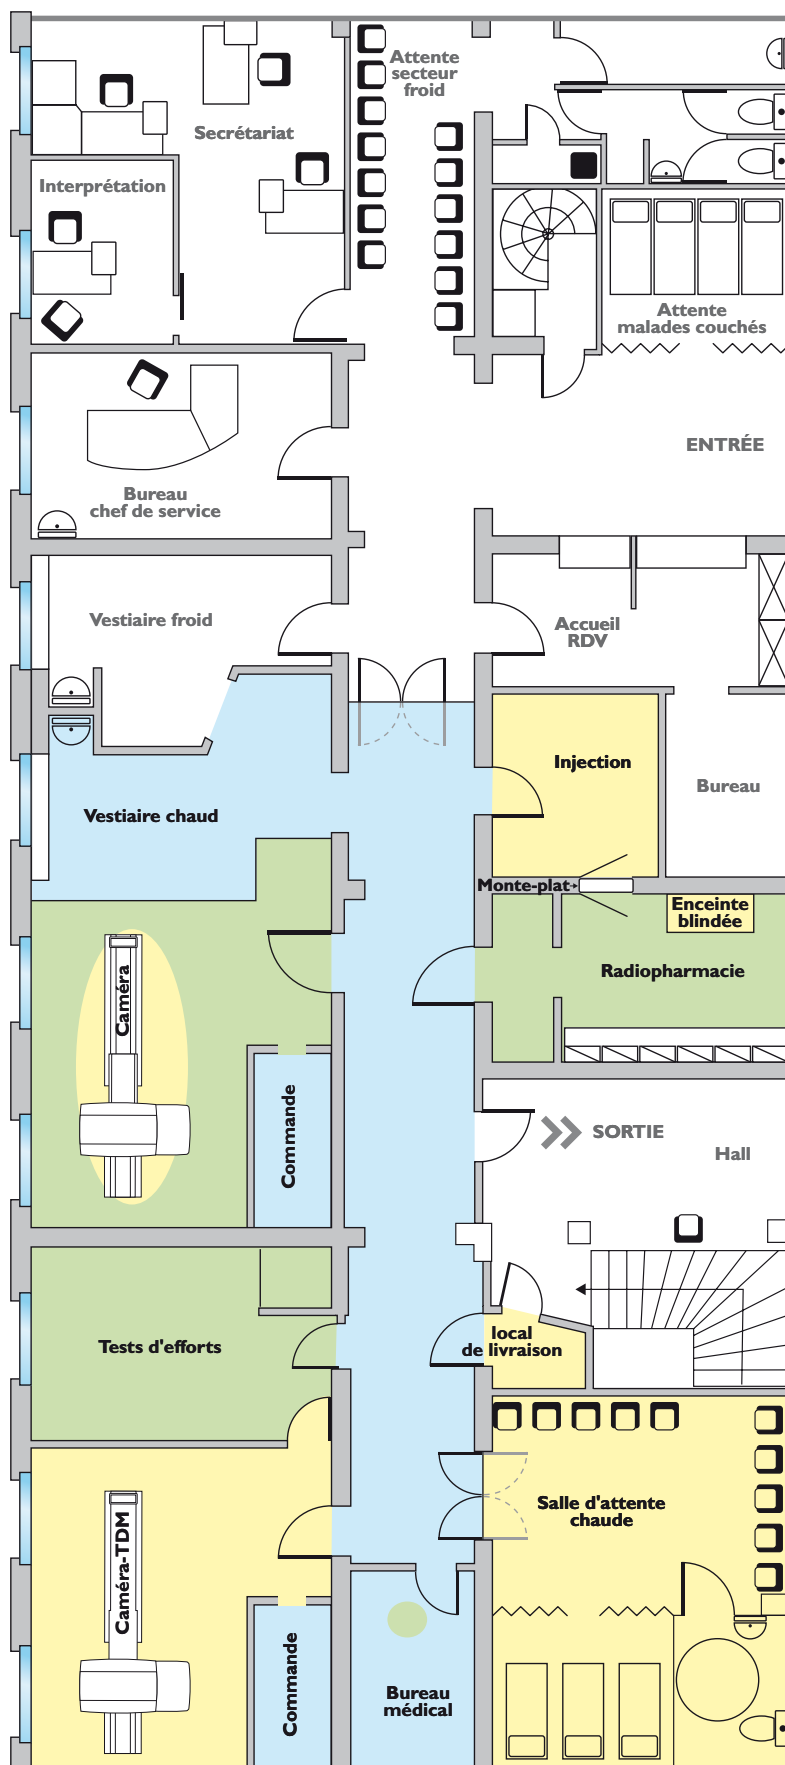 Attente
secteur
froid
Secrétariat
Interprétation
Attente
malades couchés
ENTRÉE
Bureau
chef de service
Vestiaire froid
Accueil
RDV
Injection
Bureau
Vestiaire chaud
Monte-plat
Enceinte
blindée
Radiopharmacie
Caméra
Commande
SORTIE
Hall
Tests d'efforts
local
de livraison
Salle d'attente
chaude
Caméra-TDM
Commande
Bureau
médical